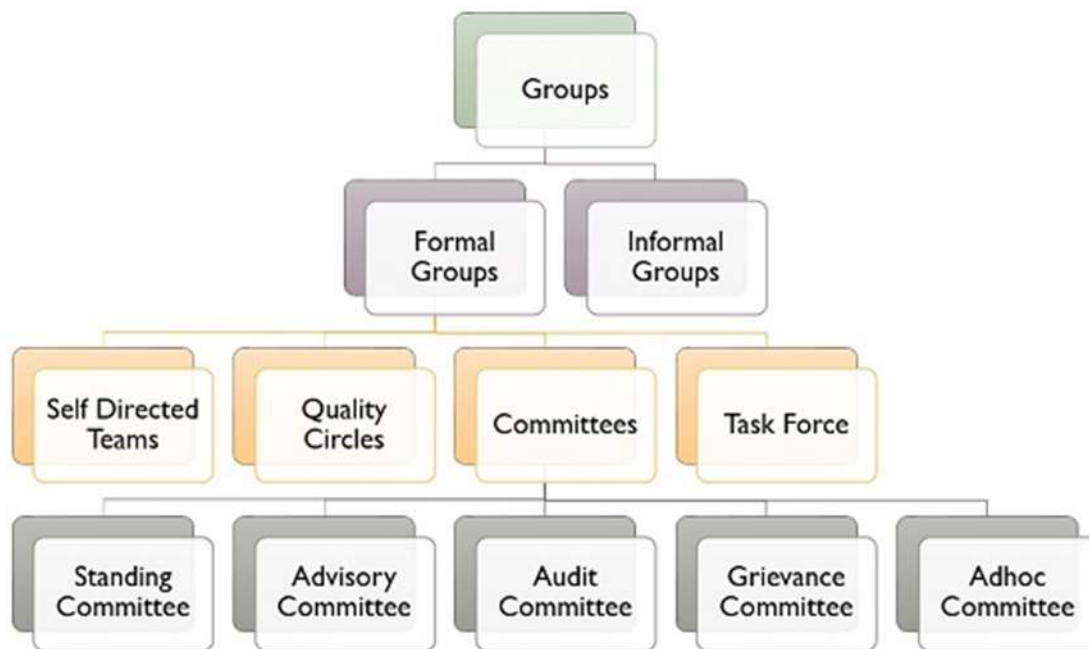 Groups
Formal
Groups
Informal
Groups
Self Directed
Teams
Quality
Circles
Committees
Task Force
Standing
Committee
Advisory
Committee
Audit
Committee
Grievance
Committee
Adhoc
Committee